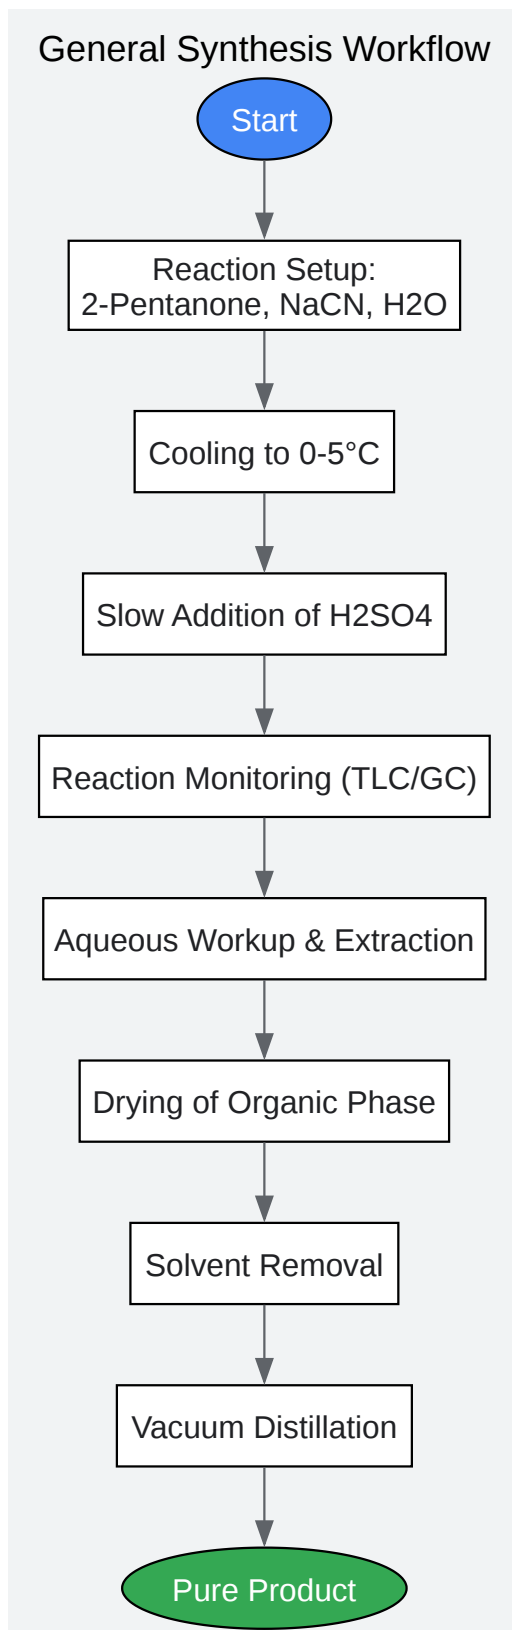 General Synthesis Workflow
Start
Reaction Setup:
2-Pentanone, NaCN, H2O
Cooling to 0-5°C
Slow Addition of H2SO4
Reaction Monitoring (TLC/GC)
Aqueous Workup & Extraction
Drying of Organic Phase
Solvent Removal
Vacuum Distillation
Pure Product